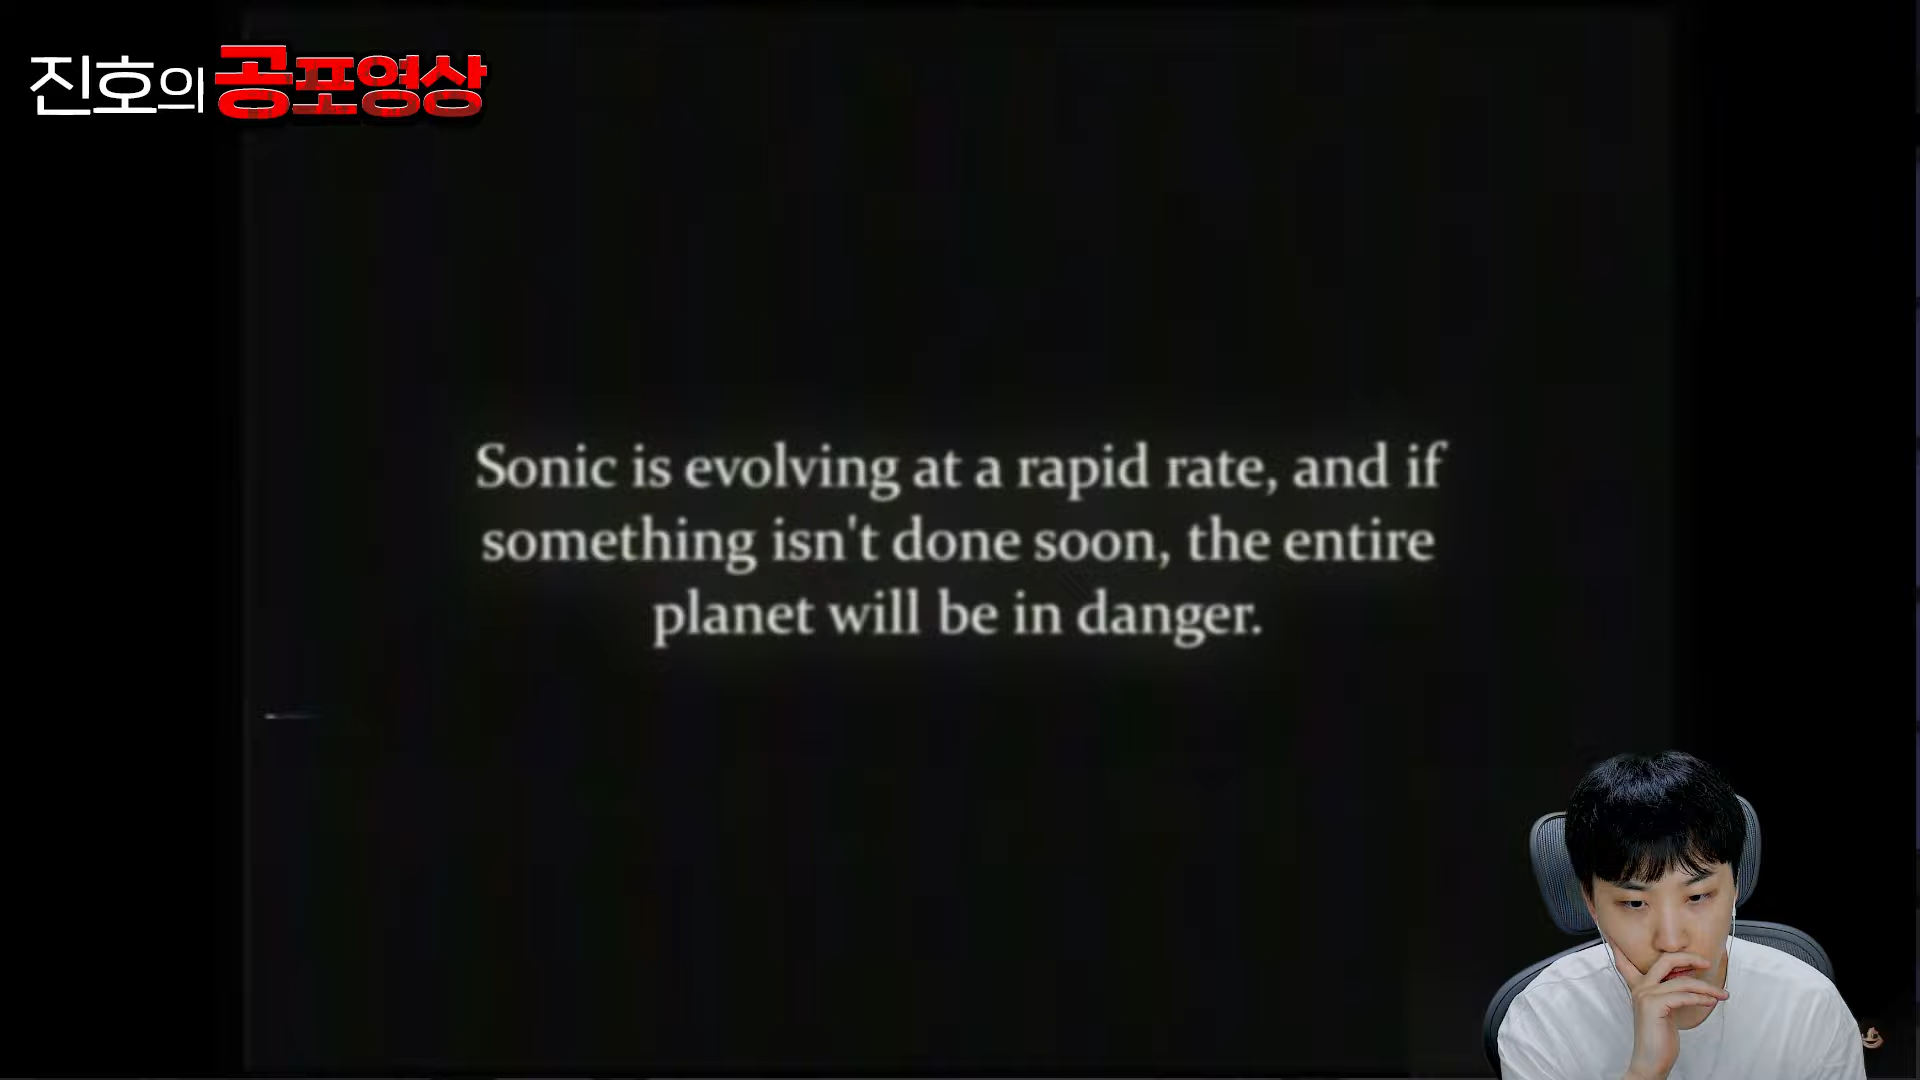 진호의 공포영상
Sonic is evolving at a rapid rate, and if
something isn't done soon, the entire
planet will be in danger.